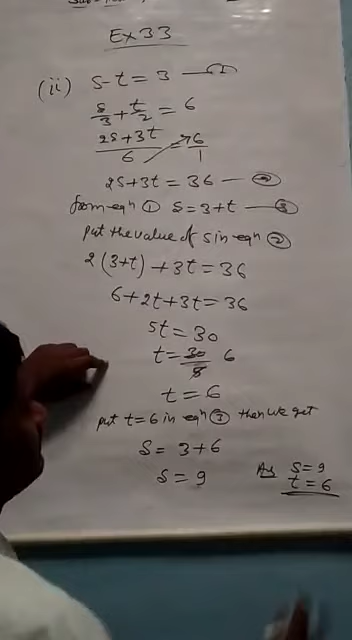 Ex 33
(ii) s-t=3 —①
s/3 + t/2 = 6
2s+3t/6 = 6/1
2s+3t = 36 —②
from eqn ① s=3+t —③
put the value of s in eqn ②
2(3+t)+3t=36
6+2t+3t=36
5t=30
t=30/5 6
t=6
put t=6 in eqn ③ then we get
s= 3+6
s= 9
As s=9
t=6